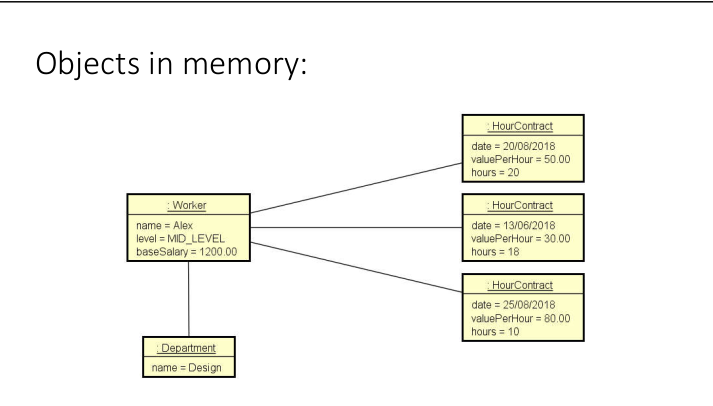 Objects in memory:
: HourContract
date = 20/08/2018
valuePerHour = 50.00
hours = 20
: Worker
name = Alex
level = MID_LEVEL
baseSalary = 1200.00
: HourContract
date = 13/06/2018
valuePerHour = 30.00
hours = 18
: HourContract
date = 25/08/2018
valuePerHour = 80.00
hours = 10
: Department
name = Design